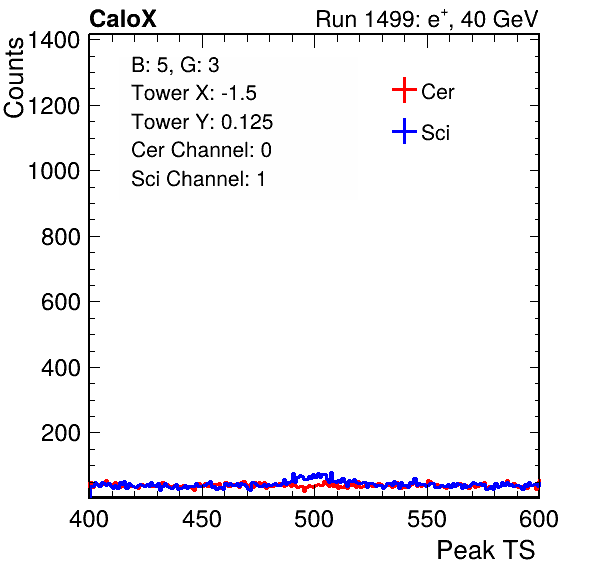 CaloX Run 1499: e+, 40 GeV
Counts
1400
1200
1000
800
600
400
200
B: 5, G: 3
Tower X: -1.5
Tower Y: 0.125
Cer Channel: 0
Sci Channel: 1
Cer
Sci
400 450 500 550 600
Peak TS